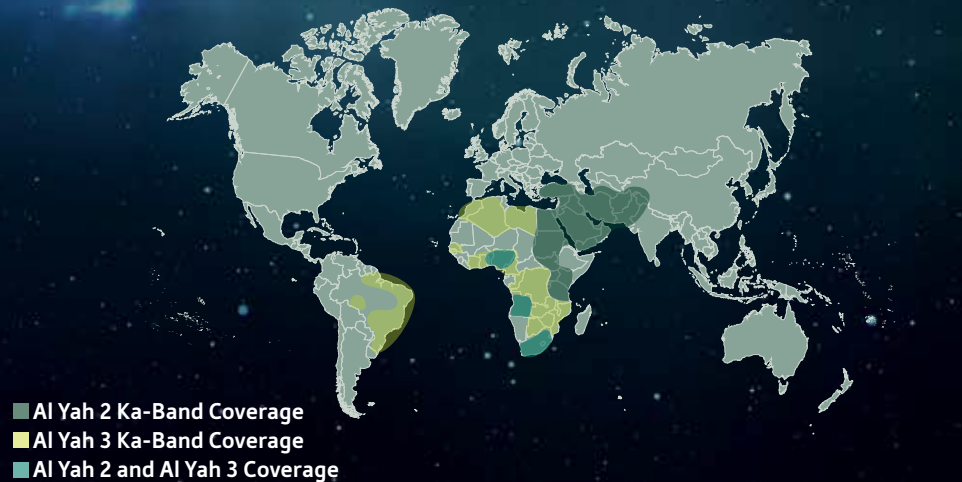 Al Yah 2 Ka-Band Coverage
Al Yah 3 Ka-Band Coverage
Al Yah 2 and Al Yah 3 Coverage